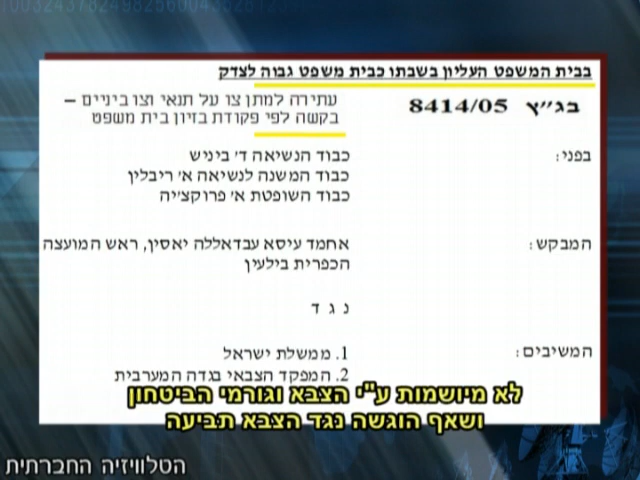 1003243782498256004352678
בבית המשפט העליון בשבתו כבית משפט גבוה לצדק
בג״ץ 8414/05
עתירה למתן צו על תנאי וצו ביניים –
בקשה לפי פקודת בזיון בית משפט
בפני:
כבוד הנשיאה ד׳ ביניש
כבוד המשנה לנשיאה א׳ ריבלין
כבוד השופטת א׳ פרוקצ׳יה
המבקש:
אחמד עיסא עבדאללה יאסין, ראש המועצה
הכפרית בילעין
נ ג ד
המשיבים:
1. ממשלת ישראל
2. המפקד הצבאי בגדה המערבית
לא מיושמות ע"י הצבא וגורמי הביטחון
ושאף הוגשה נגד הצבא תביעה
הטלוויזיה החברתית